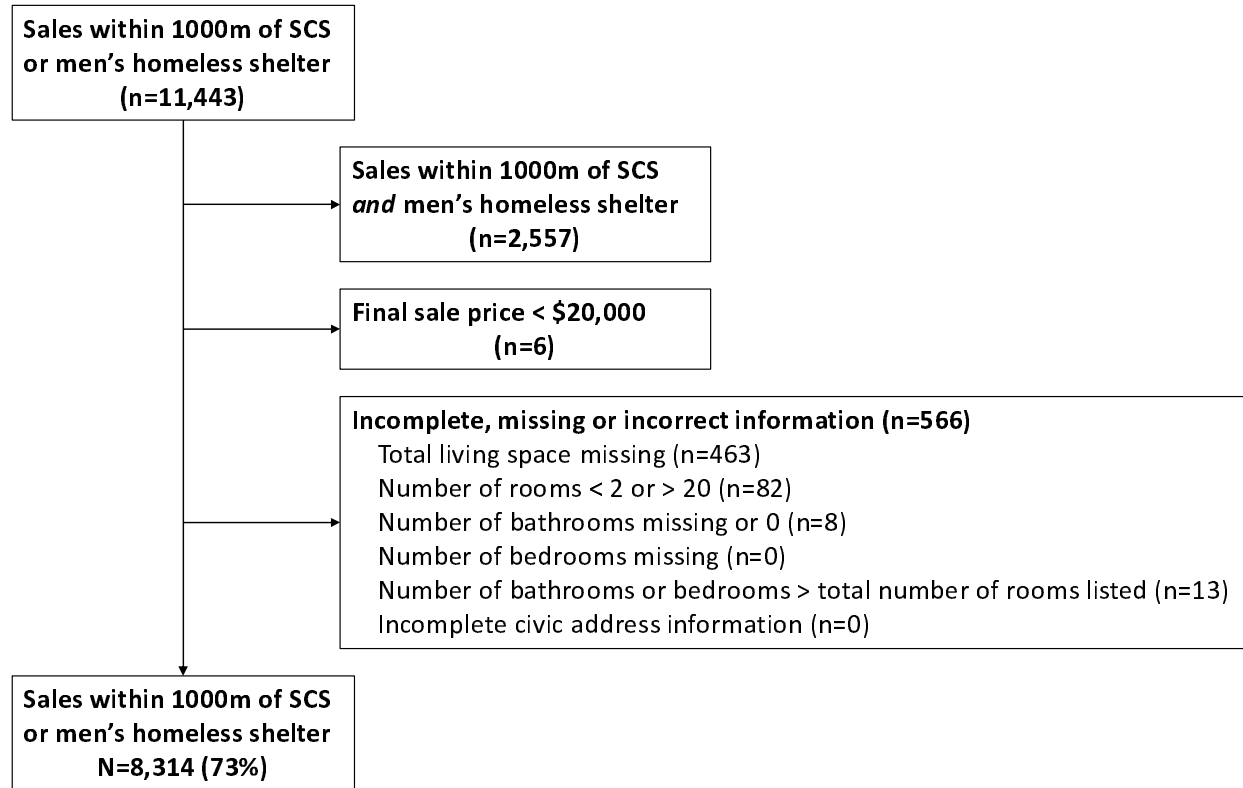 Sales within 1000m of SCS
or men’s homeless shelter
(n=11,443)
Sales within 1000m of SCS
and men’s homeless shelter
(n=2,557)
Final sale price < $20,000
(n=6)
Incomplete, missing or incorrect information (n=566)
Total living space missing (n=463)
Number of rooms < 2 or > 20 (n=82)
Number of bathrooms missing or 0 (n=8)
Number of bedrooms missing (n=0)
Number of bathrooms or bedrooms > total number of rooms listed (n=13)
Incomplete civic address information (n=0)
Sales within 1000m of SCS
or men’s homeless shelter
N=8,314 (73%)